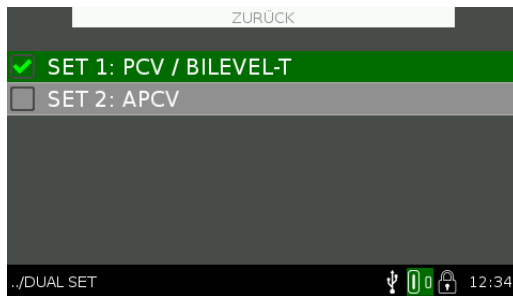 ZURÜCK
SET 1: PCV / BILEVEL-T
SET 2: APCV
../DUAL SET 0 12:34